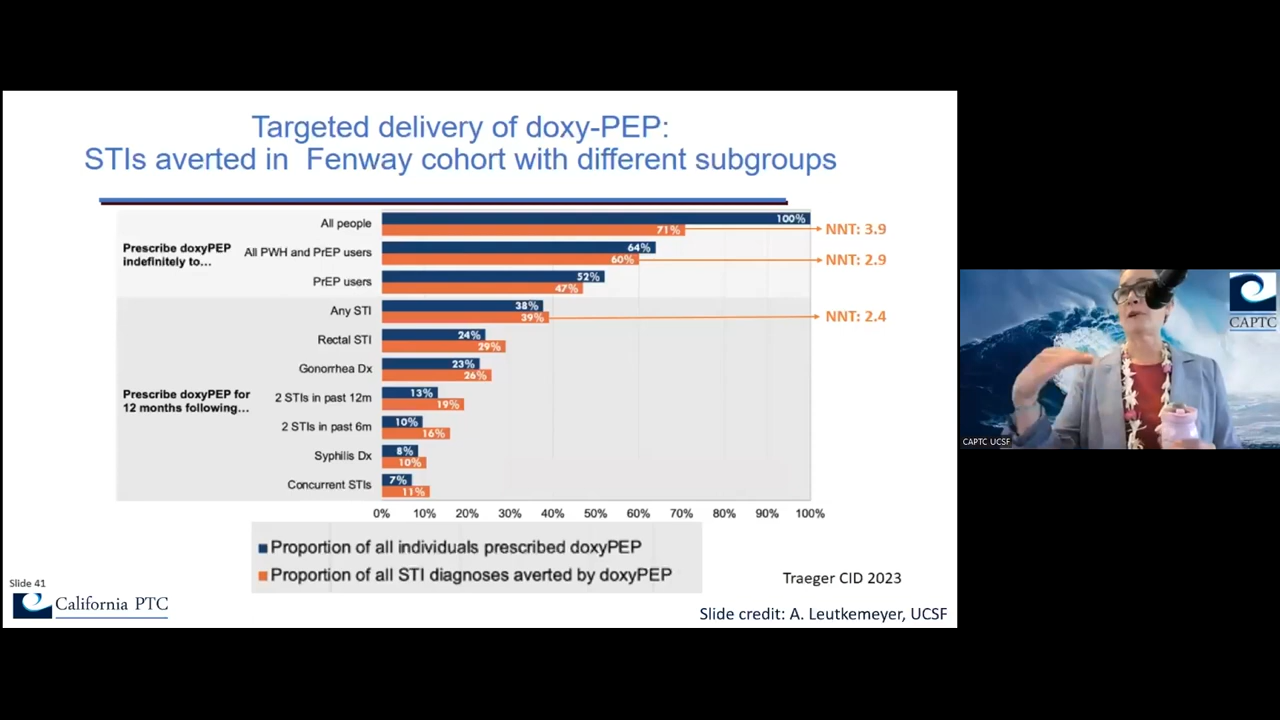 Targeted delivery of doxy-PEP:
STIs averted in Fenway cohort with different subgroups
Prescribe doxyPEP
indefinitely to...
All people
100%
71%
NNT: 3.9
All PWH and PrEP users
64%
60%
NNT: 2.9
PrEP users
52%
47%
Prescribe doxyPEP for
12 months following...
Any STI
38%
39%
NNT: 2.4
Rectal STI
24%
29%
Gonorrhea Dx
23%
26%
2 STIs in past 12m
13%
19%
2 STIs in past 6m
10%
16%
Syphilis Dx
8%
10%
Concurrent STIs
7%
11%
0% 10% 20% 30% 40% 50% 60% 70% 80% 90% 100%
Proportion of all individuals prescribed doxyPEP
Proportion of all STI diagnoses averted by doxyPEP
Traeger CID 2023
Slide 41
California PTC
Slide credit: A. Leutkemeyer, UCSF
CAPTC
CAPTC UCSF